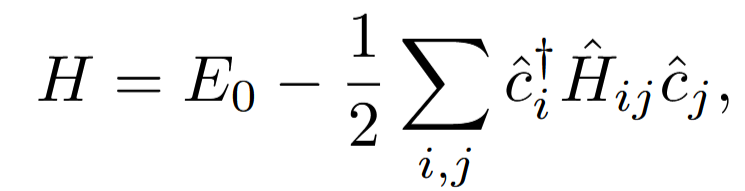 H = E_0 - \frac{1}{2} \sum_{i,j} \hat{c}_i^\dagger \hat{H}_{ij} \hat{c}_j,